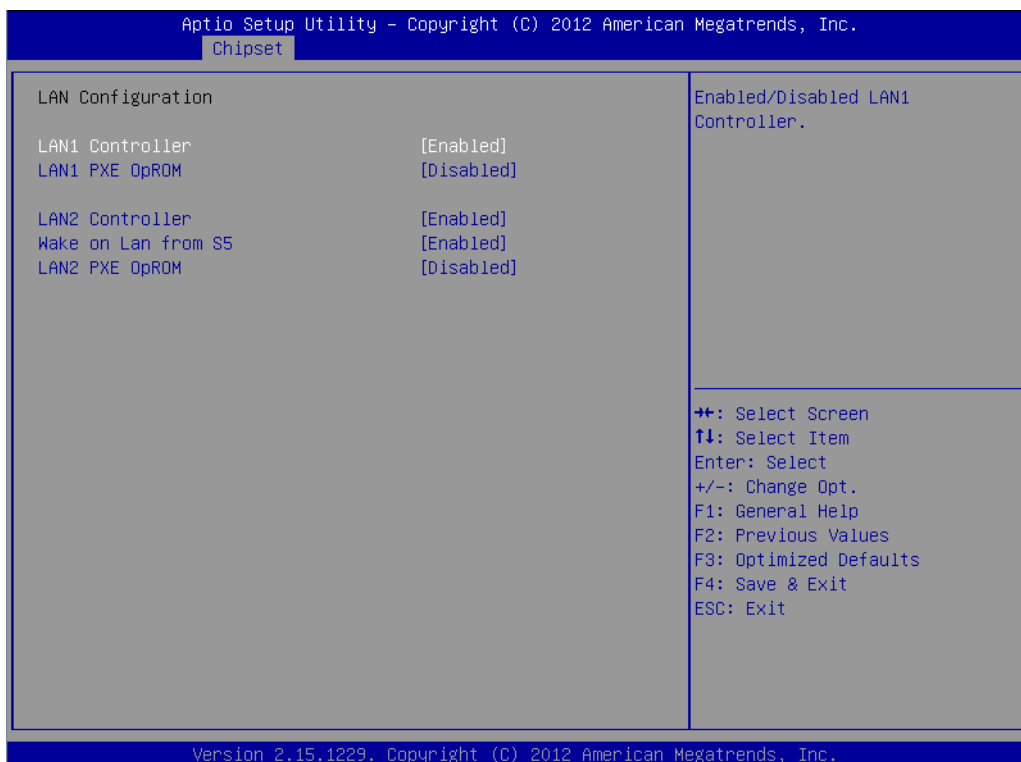 Aptio Setup Utility – Copyright (C) 2012 American Megatrends, Inc.
Chipset
LAN Configuration
LAN1 Controller [Enabled]
LAN1 PXE OpROM [Disabled]
LAN2 Controller [Enabled]
Wake on Lan from S5 [Enabled]
LAN2 PXE OpROM [Disabled]
Enabled/Disabled LAN1
Controller.
→←: Select Screen
↑↓: Select Item
Enter: Select
+/-: Change Opt.
F1: General Help
F2: Previous Values
F3: Optimized Defaults
F4: Save & Exit
ESC: Exit
Version 2.15.1229. Copyright (C) 2012 American Megatrends, Inc.